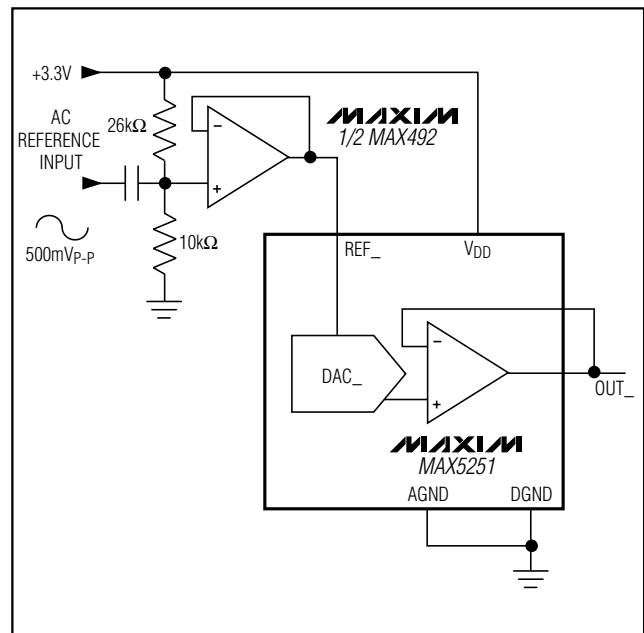 +3.3V
AC
REFERENCE
INPUT
26kΩ
MAXIM
1/2 MAX492
−
+
500mVP-P
10kΩ
REF_
VDD
DAC_
−
+
OUT_
MAXIM
MAX5251
AGND
DGND